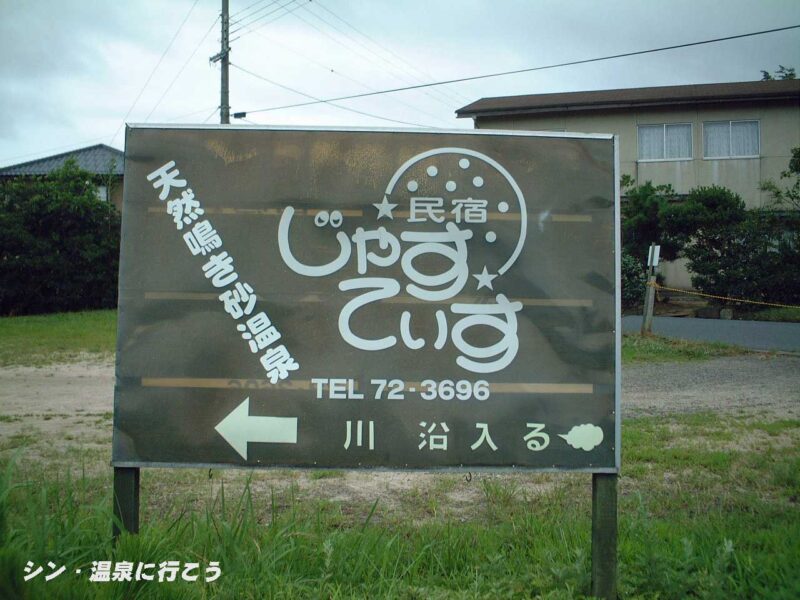 天然鳴き砂温泉
民宿
じゃすてぃす
TEL 72-3696
川沿入る
シン・温泉に行こう